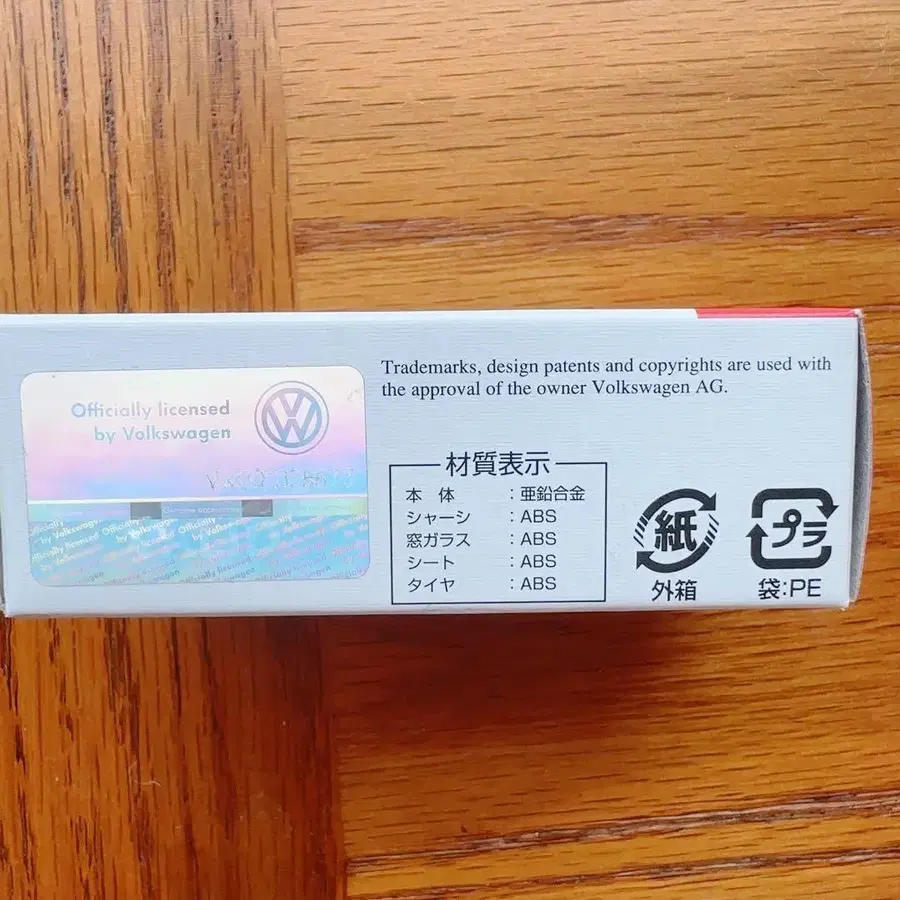 Officially licensed
by Volkswagen
Trademarks, design patents and copyrights are used with
the approval of the owner Volkswagen AG.
材質表示
本体 : 亜鉛合金
シャーシ : ABS
窓ガラス : ABS
シート : ABS
タイヤ : ABS
紙
外箱
プラ
袋:PE